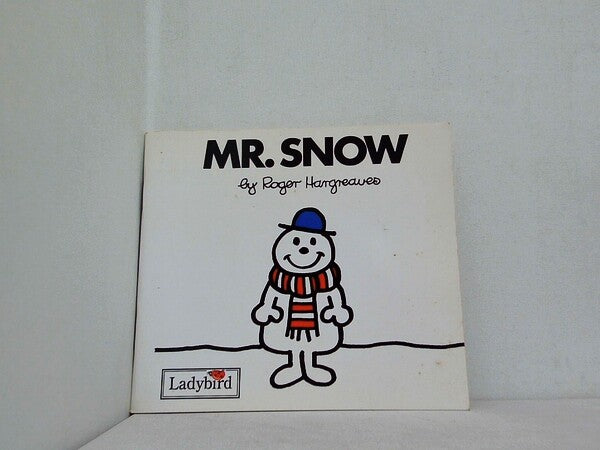 MR. SNOW
by Roger Hargreaves
Ladybird